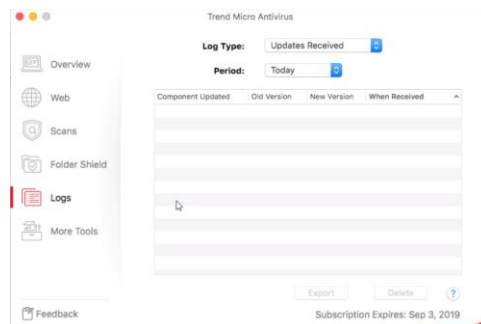 Trend Micro Antivirus
Log Type: Updates Received
Period: Today
Overview
Web
Scans
Folder Shield
Logs
More Tools
Component Updated Old Version New Version When Received
Export Delete ?
Feedback
Subscription Expires: Sep 3, 2019